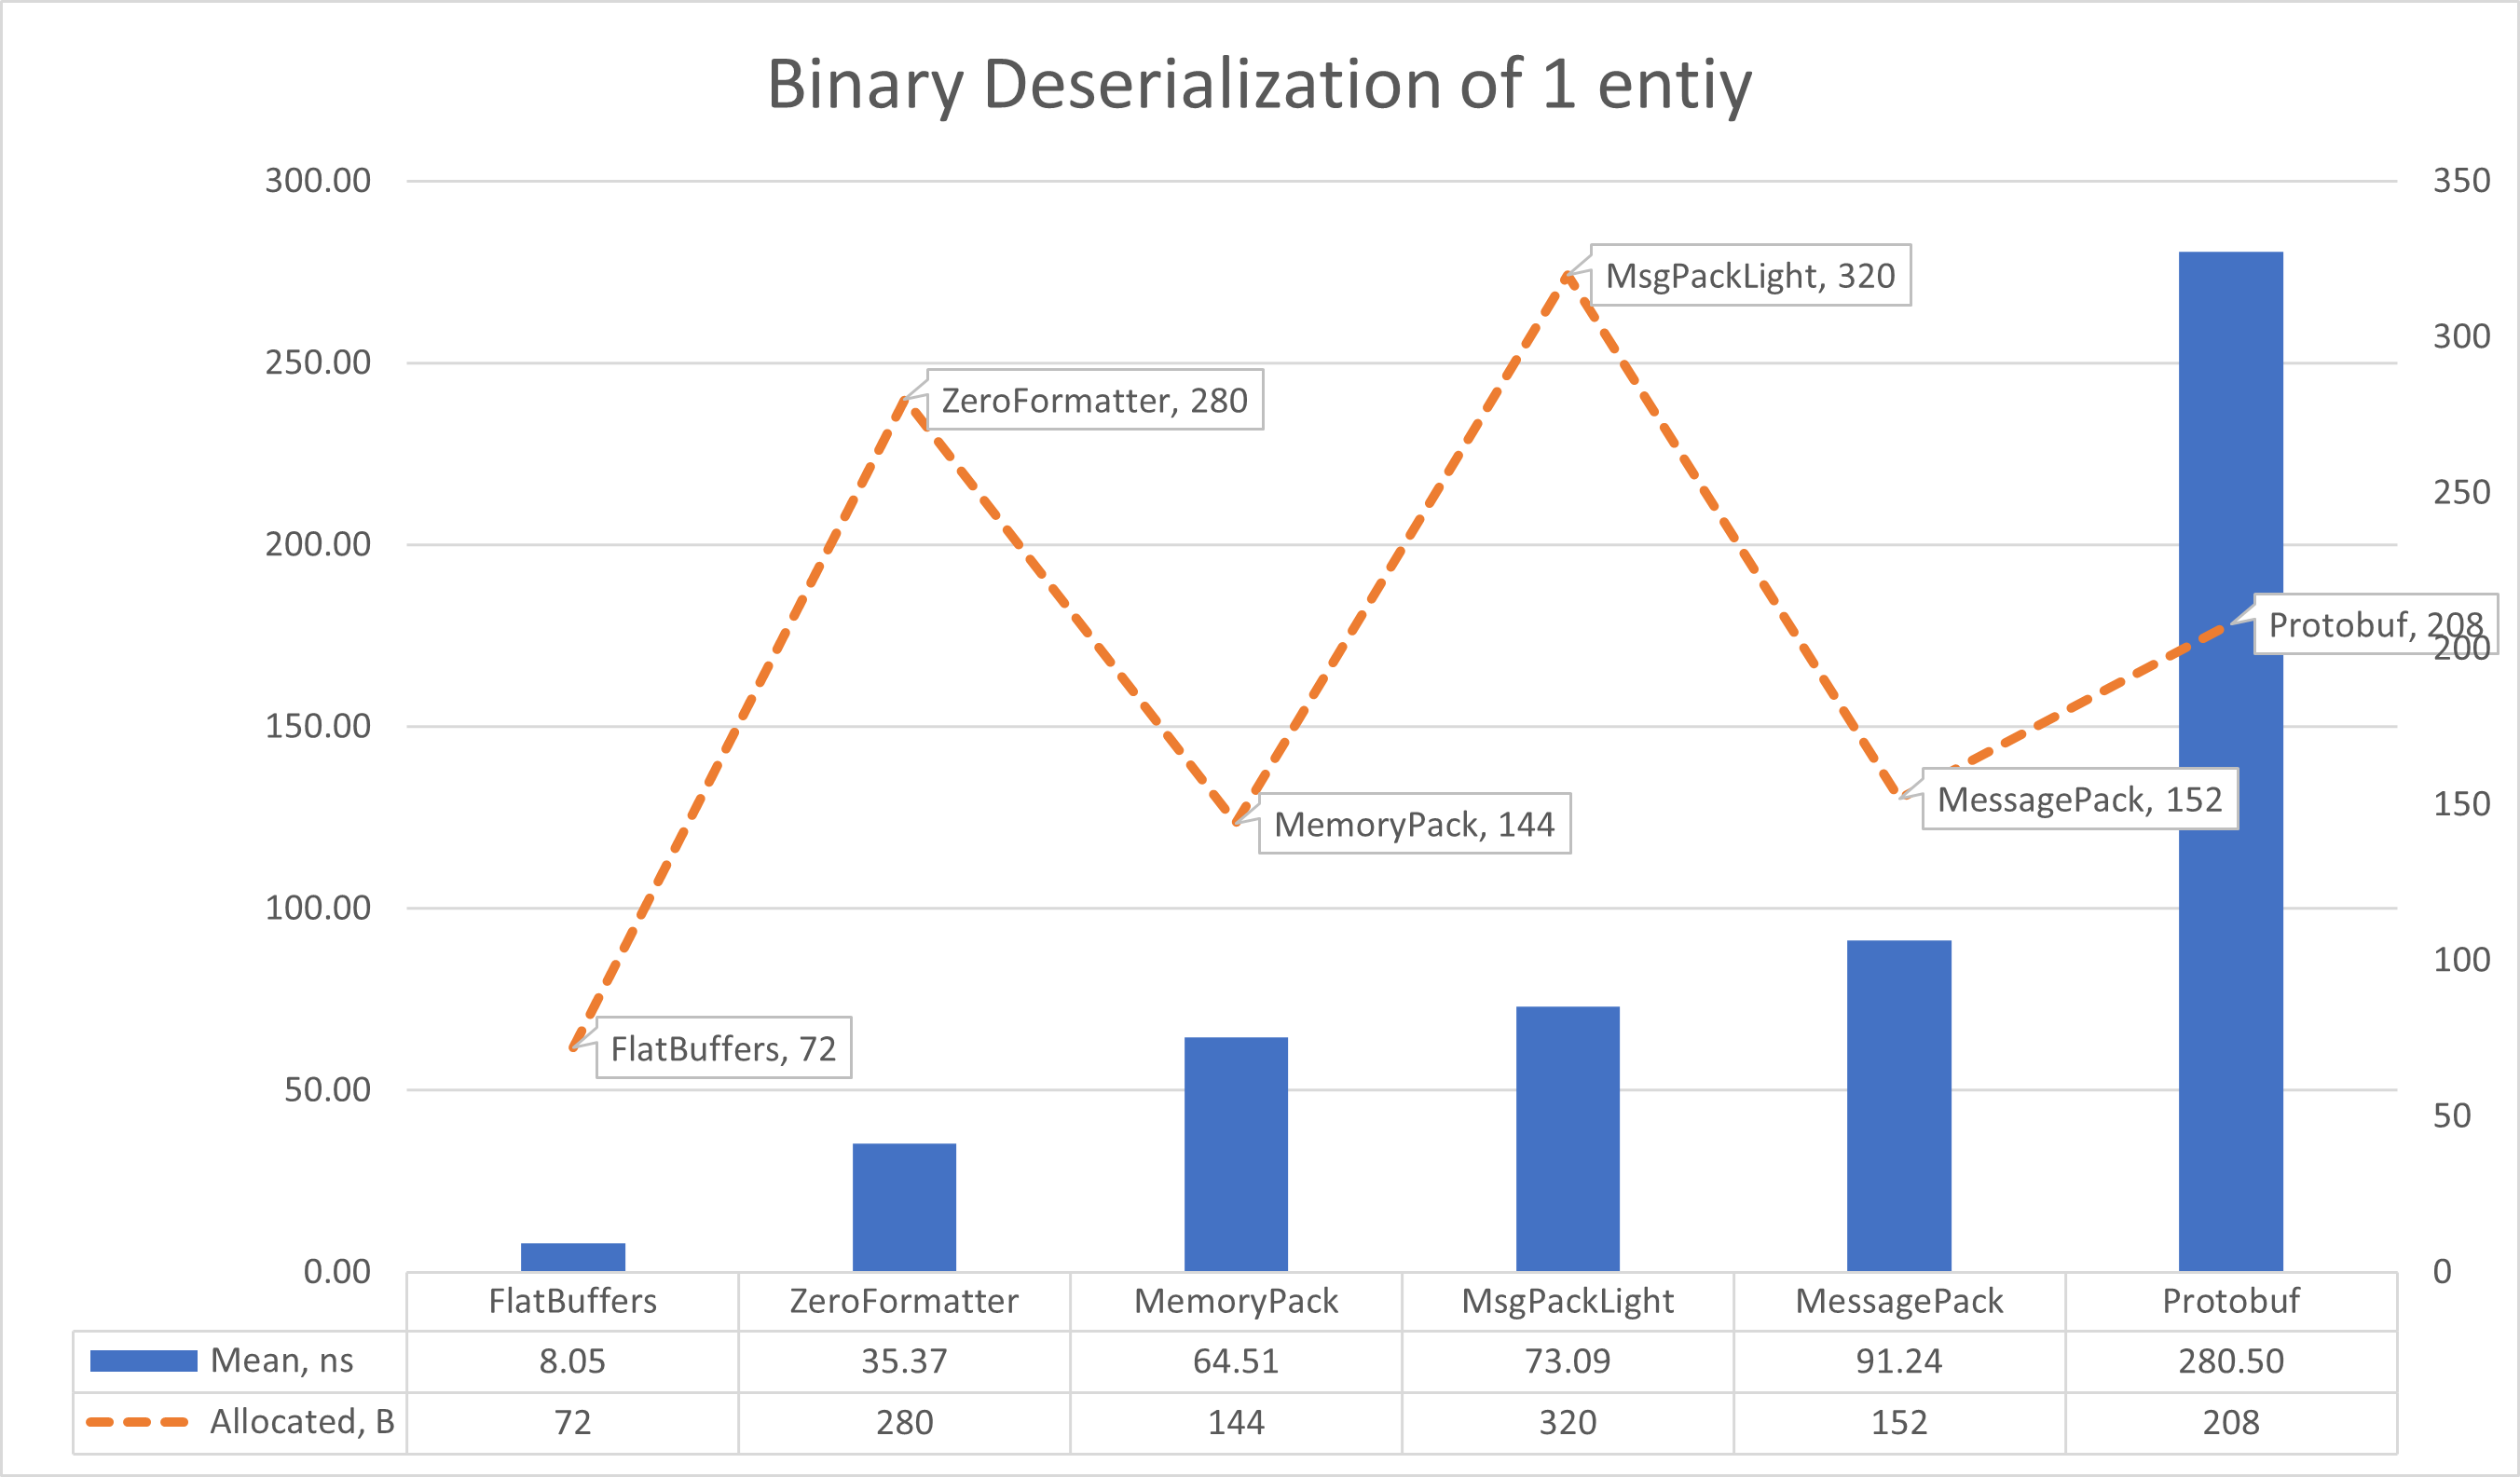 Binary Deserialization of 1 entiy
300.00
250.00
200.00
150.00
100.00
50.00
0.00
350
300
250
200
150
100
50
0
MsgPackLight, 320
ZeroFormatter, 280
Protobuf, 208
MessagePack, 152
MemoryPack, 144
FlatBuffers, 72
FlatBuffers ZeroFormatter MemoryPack MsgPackLight MessagePack Protobuf
Mean, ns 8.05 35.37 64.51 73.09 91.24 280.50
Allocated, B 72 280 144 320 152 208